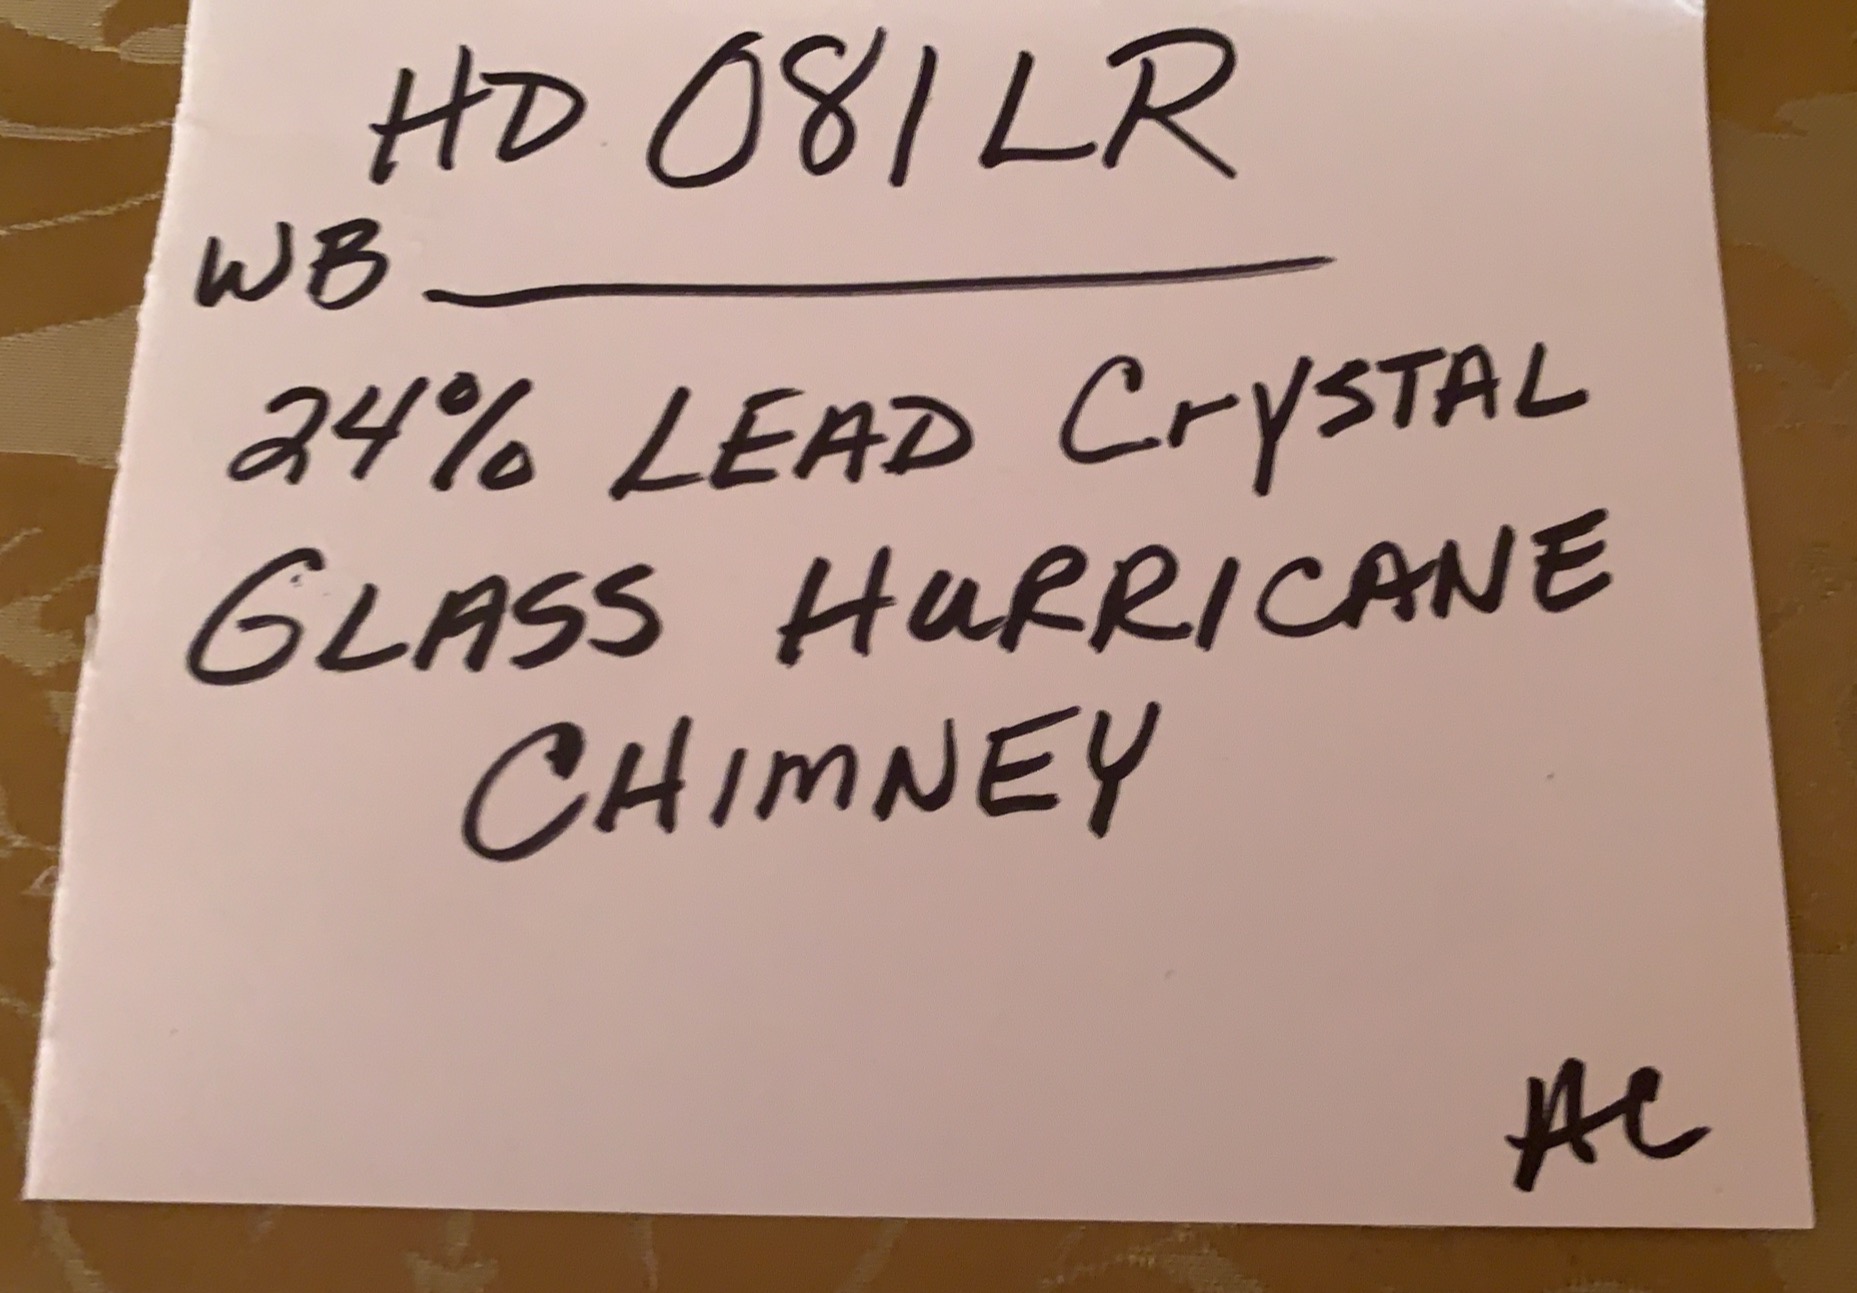 HD 081LR
WB
24% LEAD CrYSTAL
GLASS HuRRICANE
CHIMNEY
AC